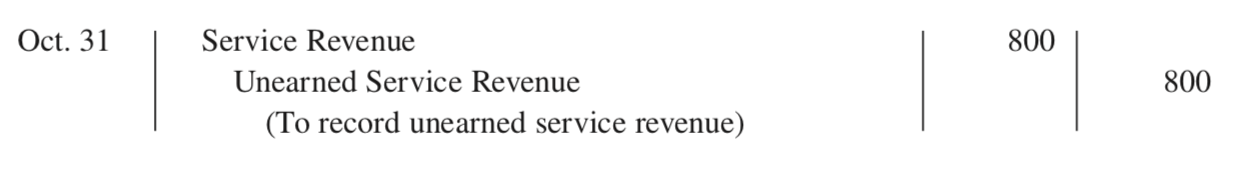 Oct. 31 Service Revenue 800
Unearned Service Revenue 800
(To record unearned service revenue)